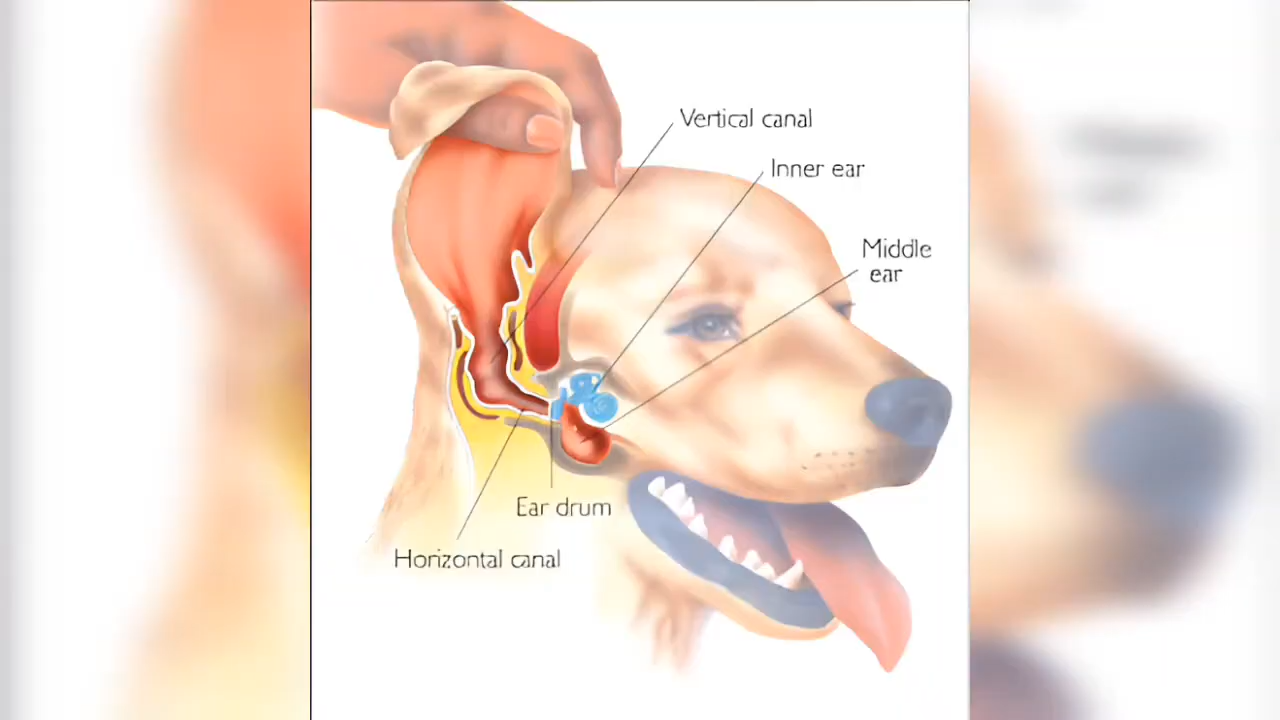 Vertical canal
Inner ear
Middle
ear
Ear drum
Horizontal canal